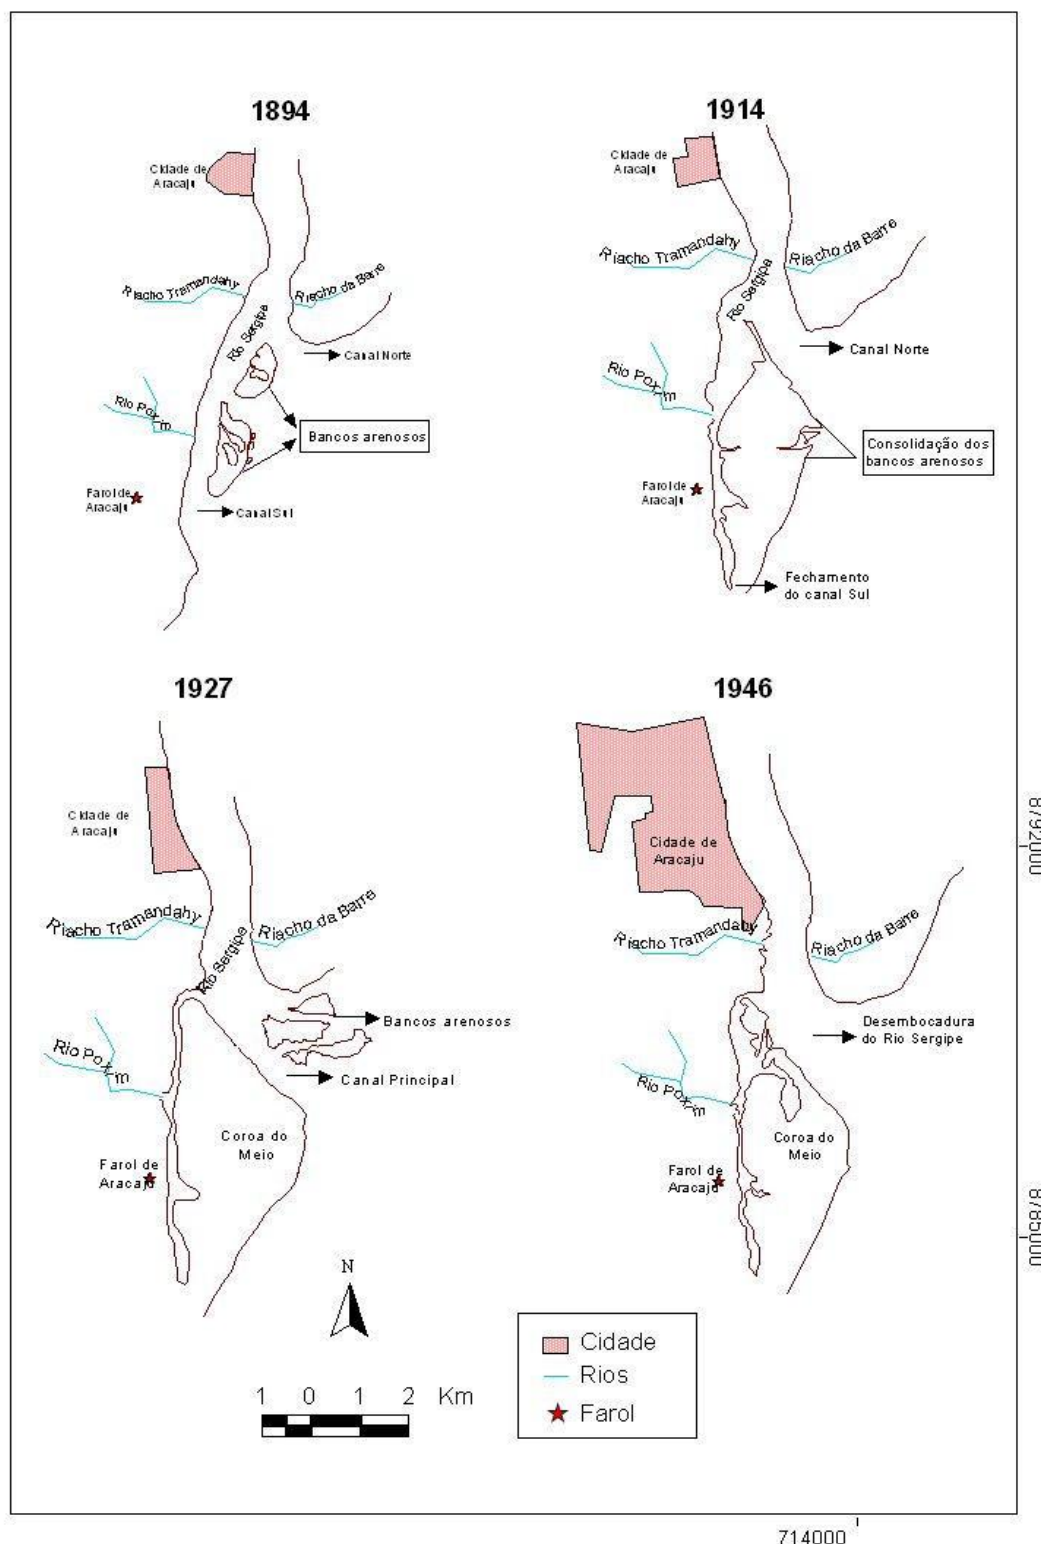 1894
Cidade de
Aracaju
Riacho Tramandahy
Riacho da Barre
Rio Sergipa
Canal Norte
Rio Poxim
Bancos arenosos
Farol de
Aracaju
Canal Sul
1914
Cidade de
Aracaju
Riacho Tramandahy
Riacho da Barre
Rio Sergipa
Canal Norte
Rio Poxim
Consolidação dos
bancos arenosos
Farol de
Aracaju
Fechamento
do canal Sul
1927
Cidade de
Aracaju
Riacho Tramandahy
Riacho da Barre
Rio Sergipa
Bancos arenosos
Rio Poxim
Canal Principal
Coroa do
Meio
Farol de
Aracaju
1946
Cidade de
Aracaju
Riacho Tramandahy
Riacho da Barre
Desembocadura
do Rio Sergipe
Rio Poxim
Coroa do
Meio
Farol de
Aracaju
N
1 0 1 2 Km
Cidade
Rios
Farol
714000